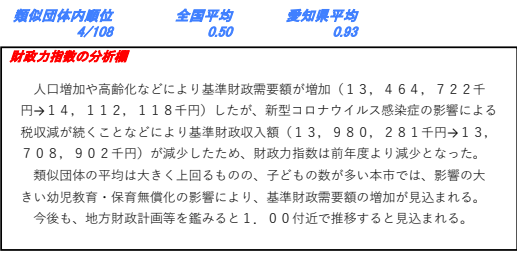 類似団体内順位 全国平均 愛知県平均
4/108 0.50 0.93
財政力指数の分析欄
人口増加や高齢化などにより基準財政需要額が増加（１３，４６４，７２２千
円→１４，１１２，１１８千円）したが、新型コロナウイルス感染症の影響による
税収減が続くことなどにより基準財政収入額（１３，９８０，２８１千円→１３，
７０８，９０２千円）が減少したため、財政力指数は前年度より減少となった。
類似団体の平均は大きく上回るものの、子どもの数が多い本市では、影響の大
きい幼児教育・保育無償化の影響により、基準財政需要額の増加が見込まれる。
今後も、地方財政計画等を鑑みると１．００付近で推移すると見込まれる。